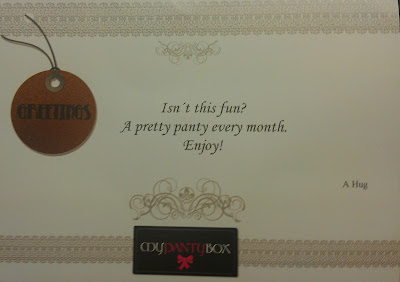 GREETINGS
Isn´t this fun?
A pretty panty every month.
Enjoy!
A Hug
MYPANTYBOX